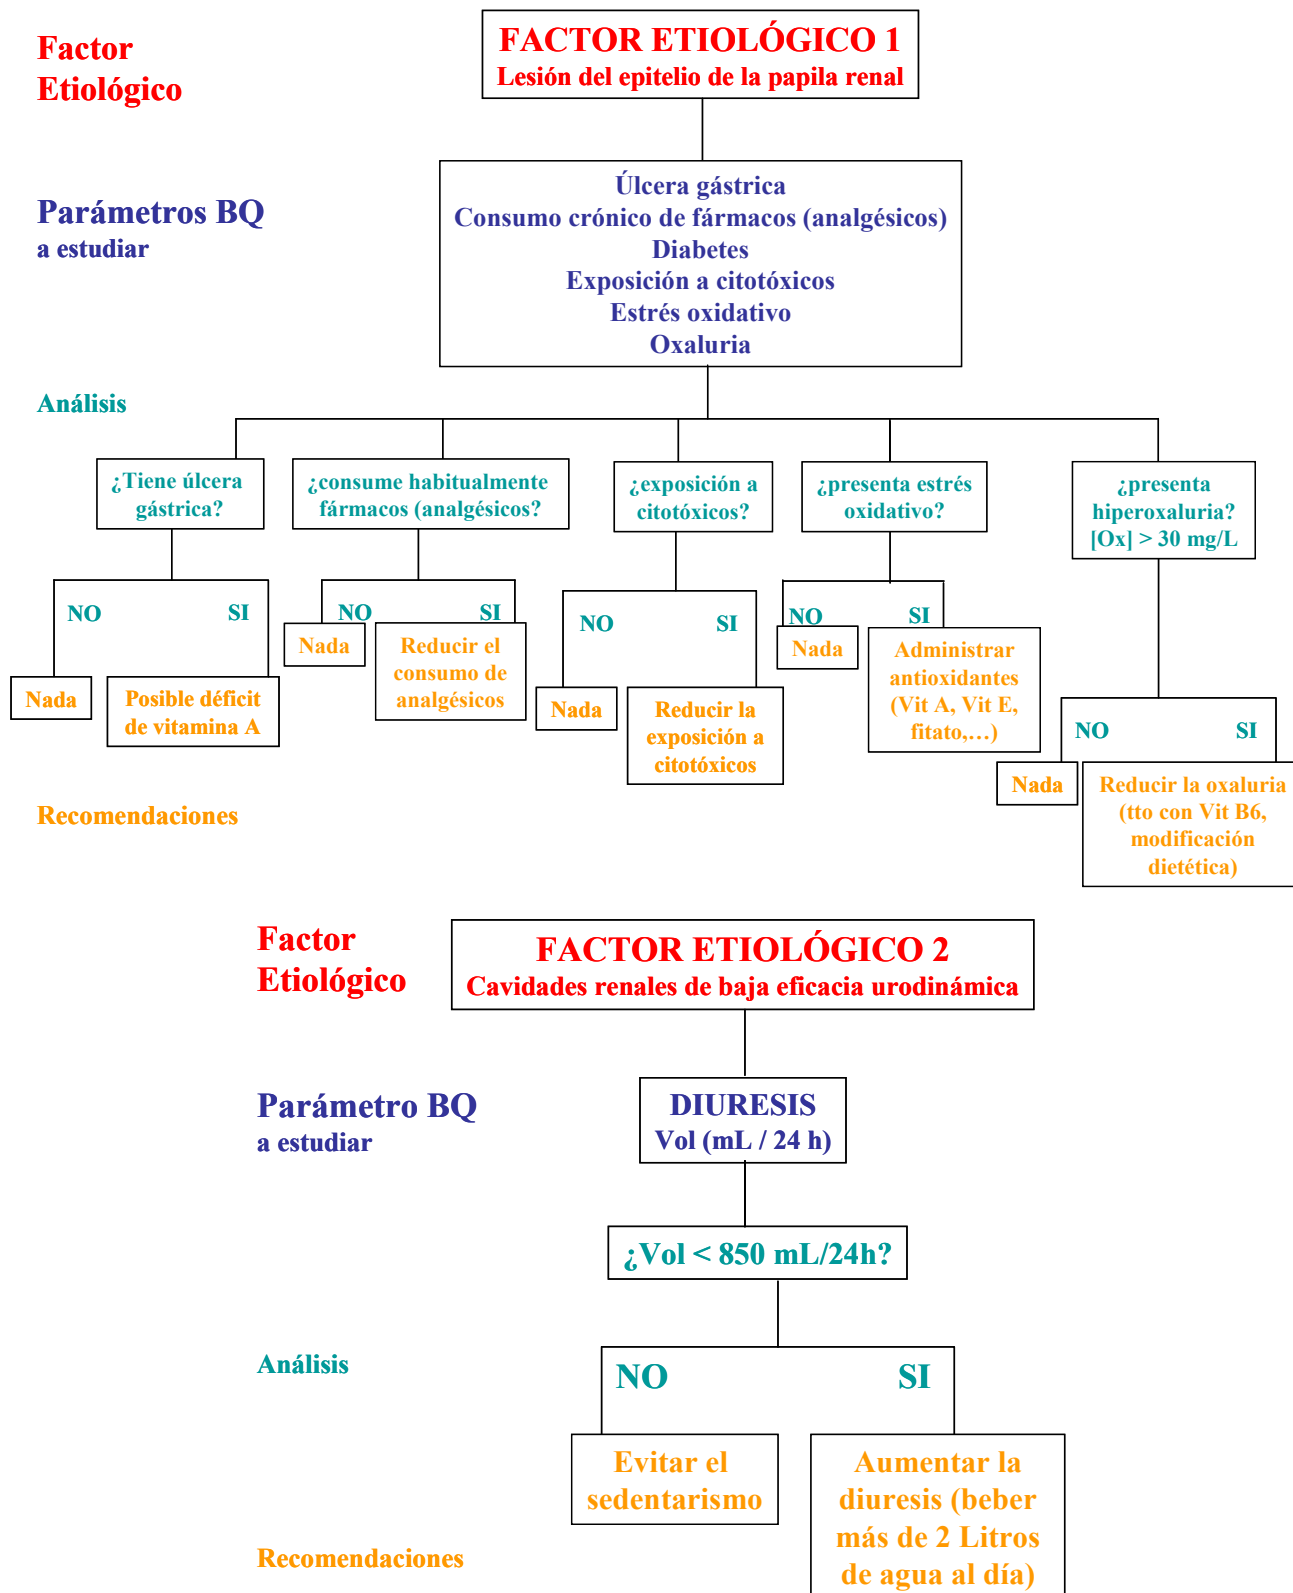 Factor
Etiológico
FACTOR ETIOLÓGICO 1
Lesión del epitelio de la papila renal
Parámetros BQ
a estudiar
Úlcera gástrica
Consumo crónico de fármacos (analgésicos)
Diabetes
Exposición a citotóxicos
Estrés oxidativo
Oxaluria
Análisis
¿Tiene úlcera
gástrica?
¿consume habitualmente
fármacos (analgésicos?
¿exposición a
citotóxicos?
¿presenta estrés
oxidativo?
¿presenta
hiperoxaluria?
[Ox] > 30 mg/L
NO
SI
Nada
Posible déficit
de vitamina A
NO
SI
Nada
Reducir el
consumo de
analgésicos
NO
SI
Nada
Reducir la
exposición a
citotóxicos
NO
SI
Nada
Administrar
antioxidantes
(Vit A, Vit E,
fitato,…)
NO
SI
Nada
Reducir la oxaluria
(tto con Vit B6,
modificación
dietética)
Recomendaciones
Factor
Etiológico
FACTOR ETIOLÓGICO 2
Cavidades renales de baja eficacia urodinámica
Parámetro BQ
a estudiar
DIURESIS
Vol (mL / 24 h)
¿Vol < 850 mL/24h?
Análisis
NO
SI
Evitar el
sedentarismo
Aumentar la
diuresis (beber
más de 2 Litros
de agua al día)
Recomendaciones